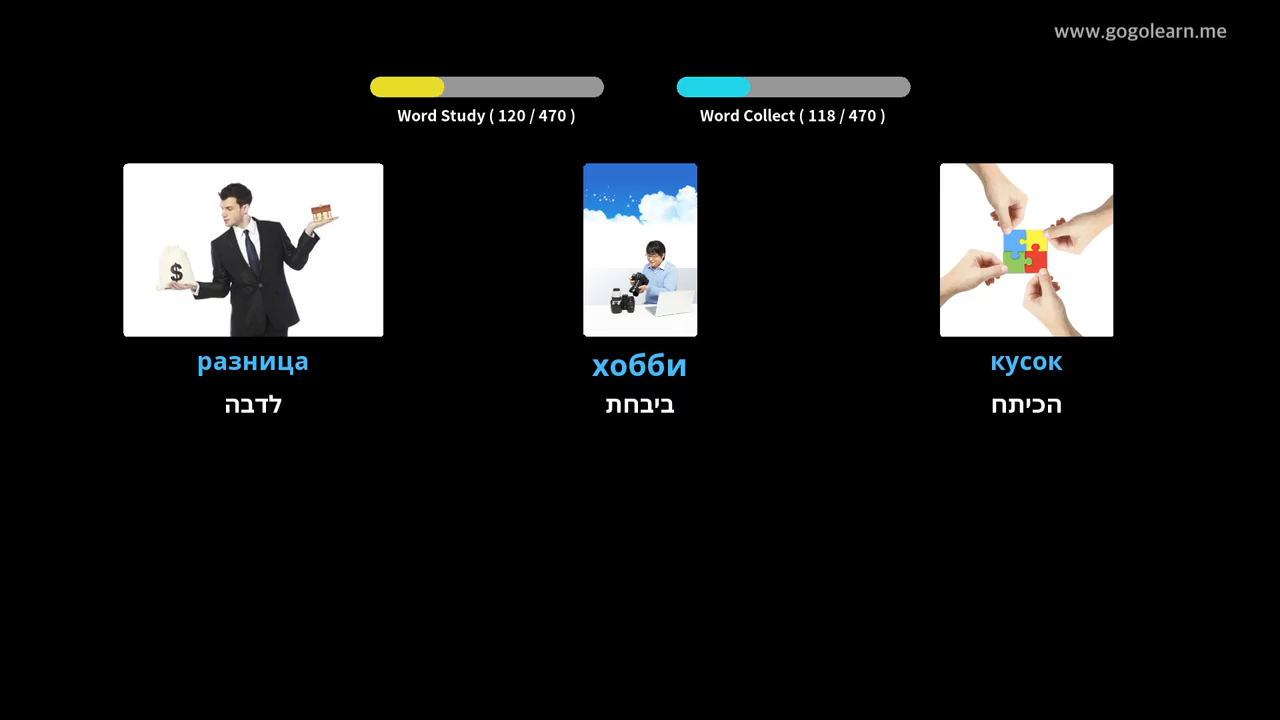 www.gogolearn.me
Word Study ( 120 / 470 )
Word Collect ( 118 / 470 )
разница
хобби
кусок
לדבה
ביבחת
הכיתח